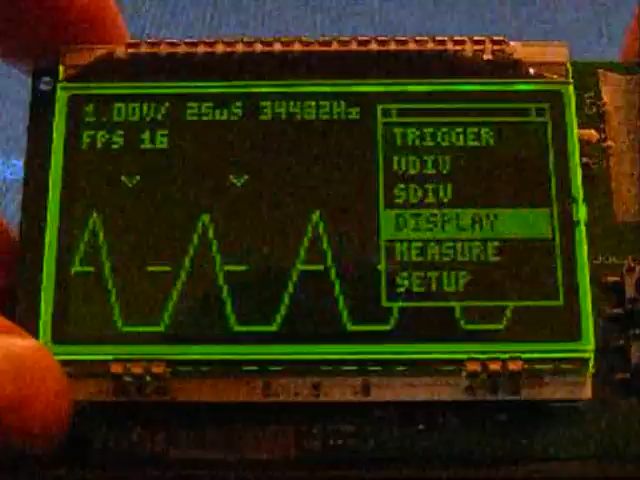 1.00V/ 25uS 34482Hz
FPS 16
TRIGGER
VDIV
SDIV
DISPLAY
MEASURE
SETUP